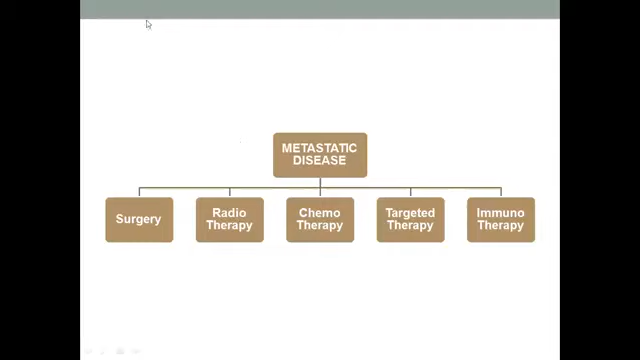 METASTATIC
DISEASE
Surgery
Radio
Therapy
Chemo
Therapy
Targeted
Therapy
Immuno
Therapy